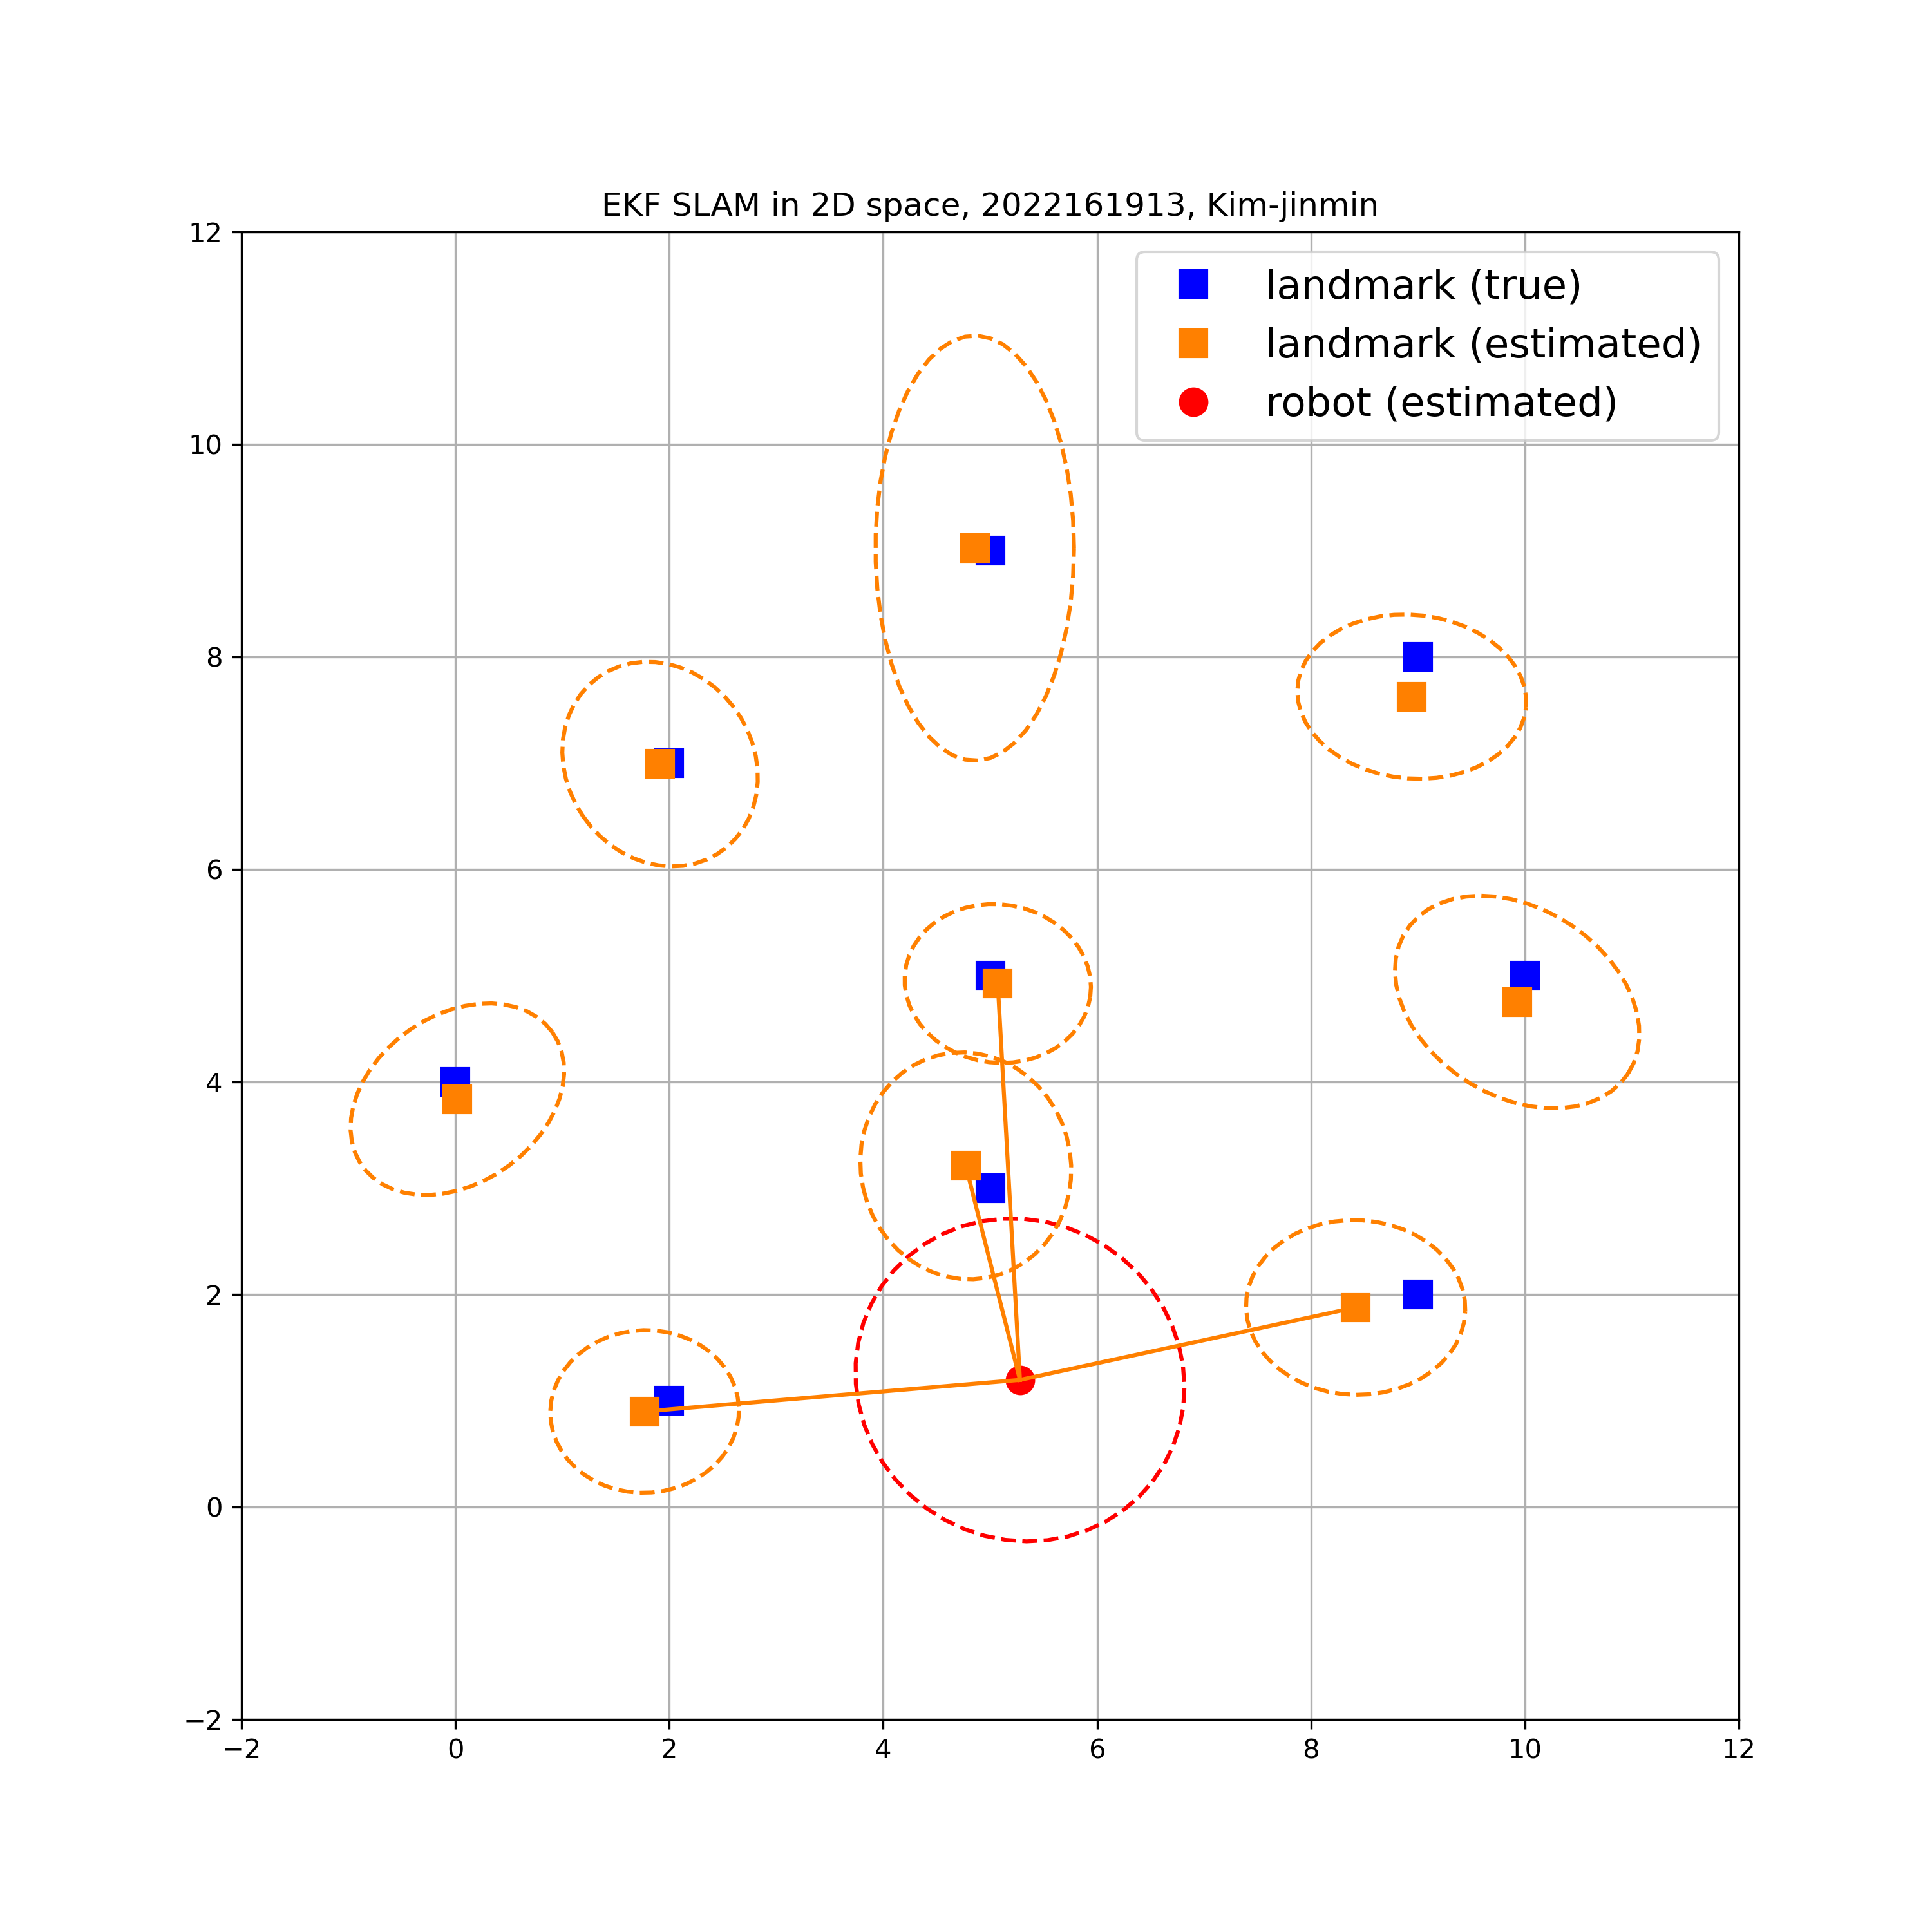 EKF SLAM in 2D space, 2022161913, Kim-jinmin
landmark (true)
landmark (estimated)
robot (estimated)
12
10
8
6
4
2
0
−2
−2 0 2 4 6 8 10 12